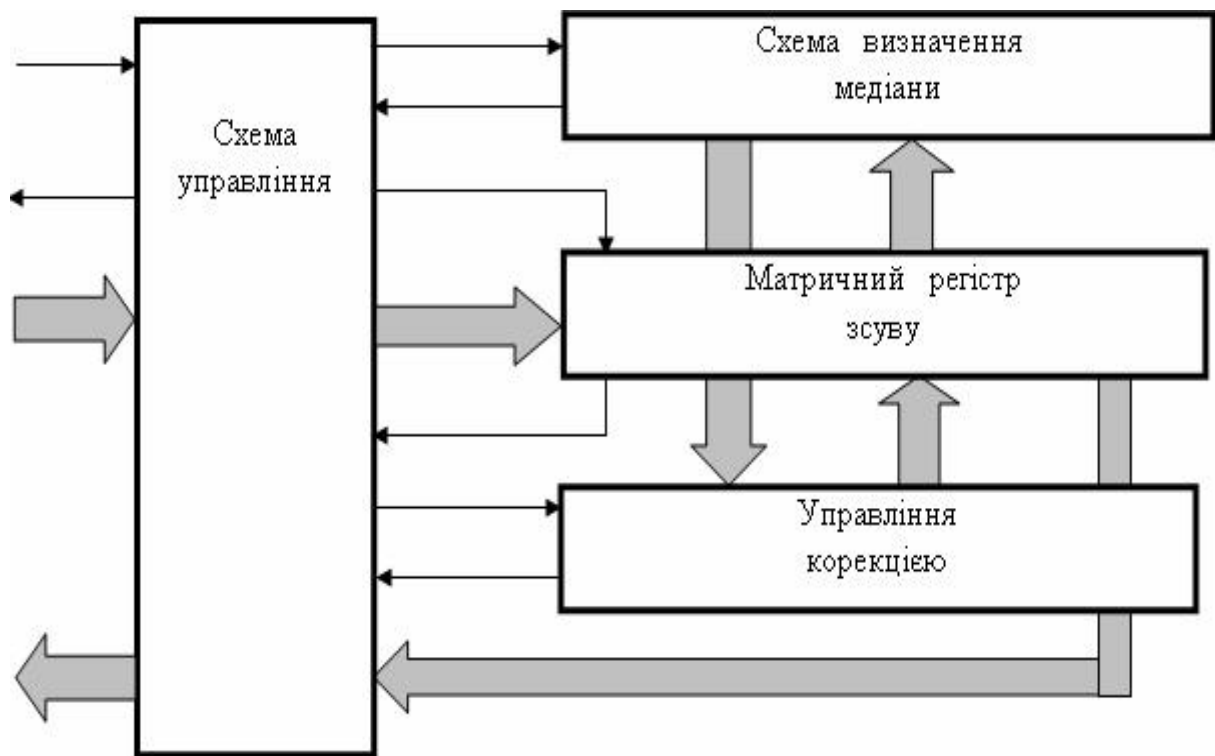 Схема визначення
медіани
Схема
управління
Матричний регістр
зсуву
Управління
корекцією